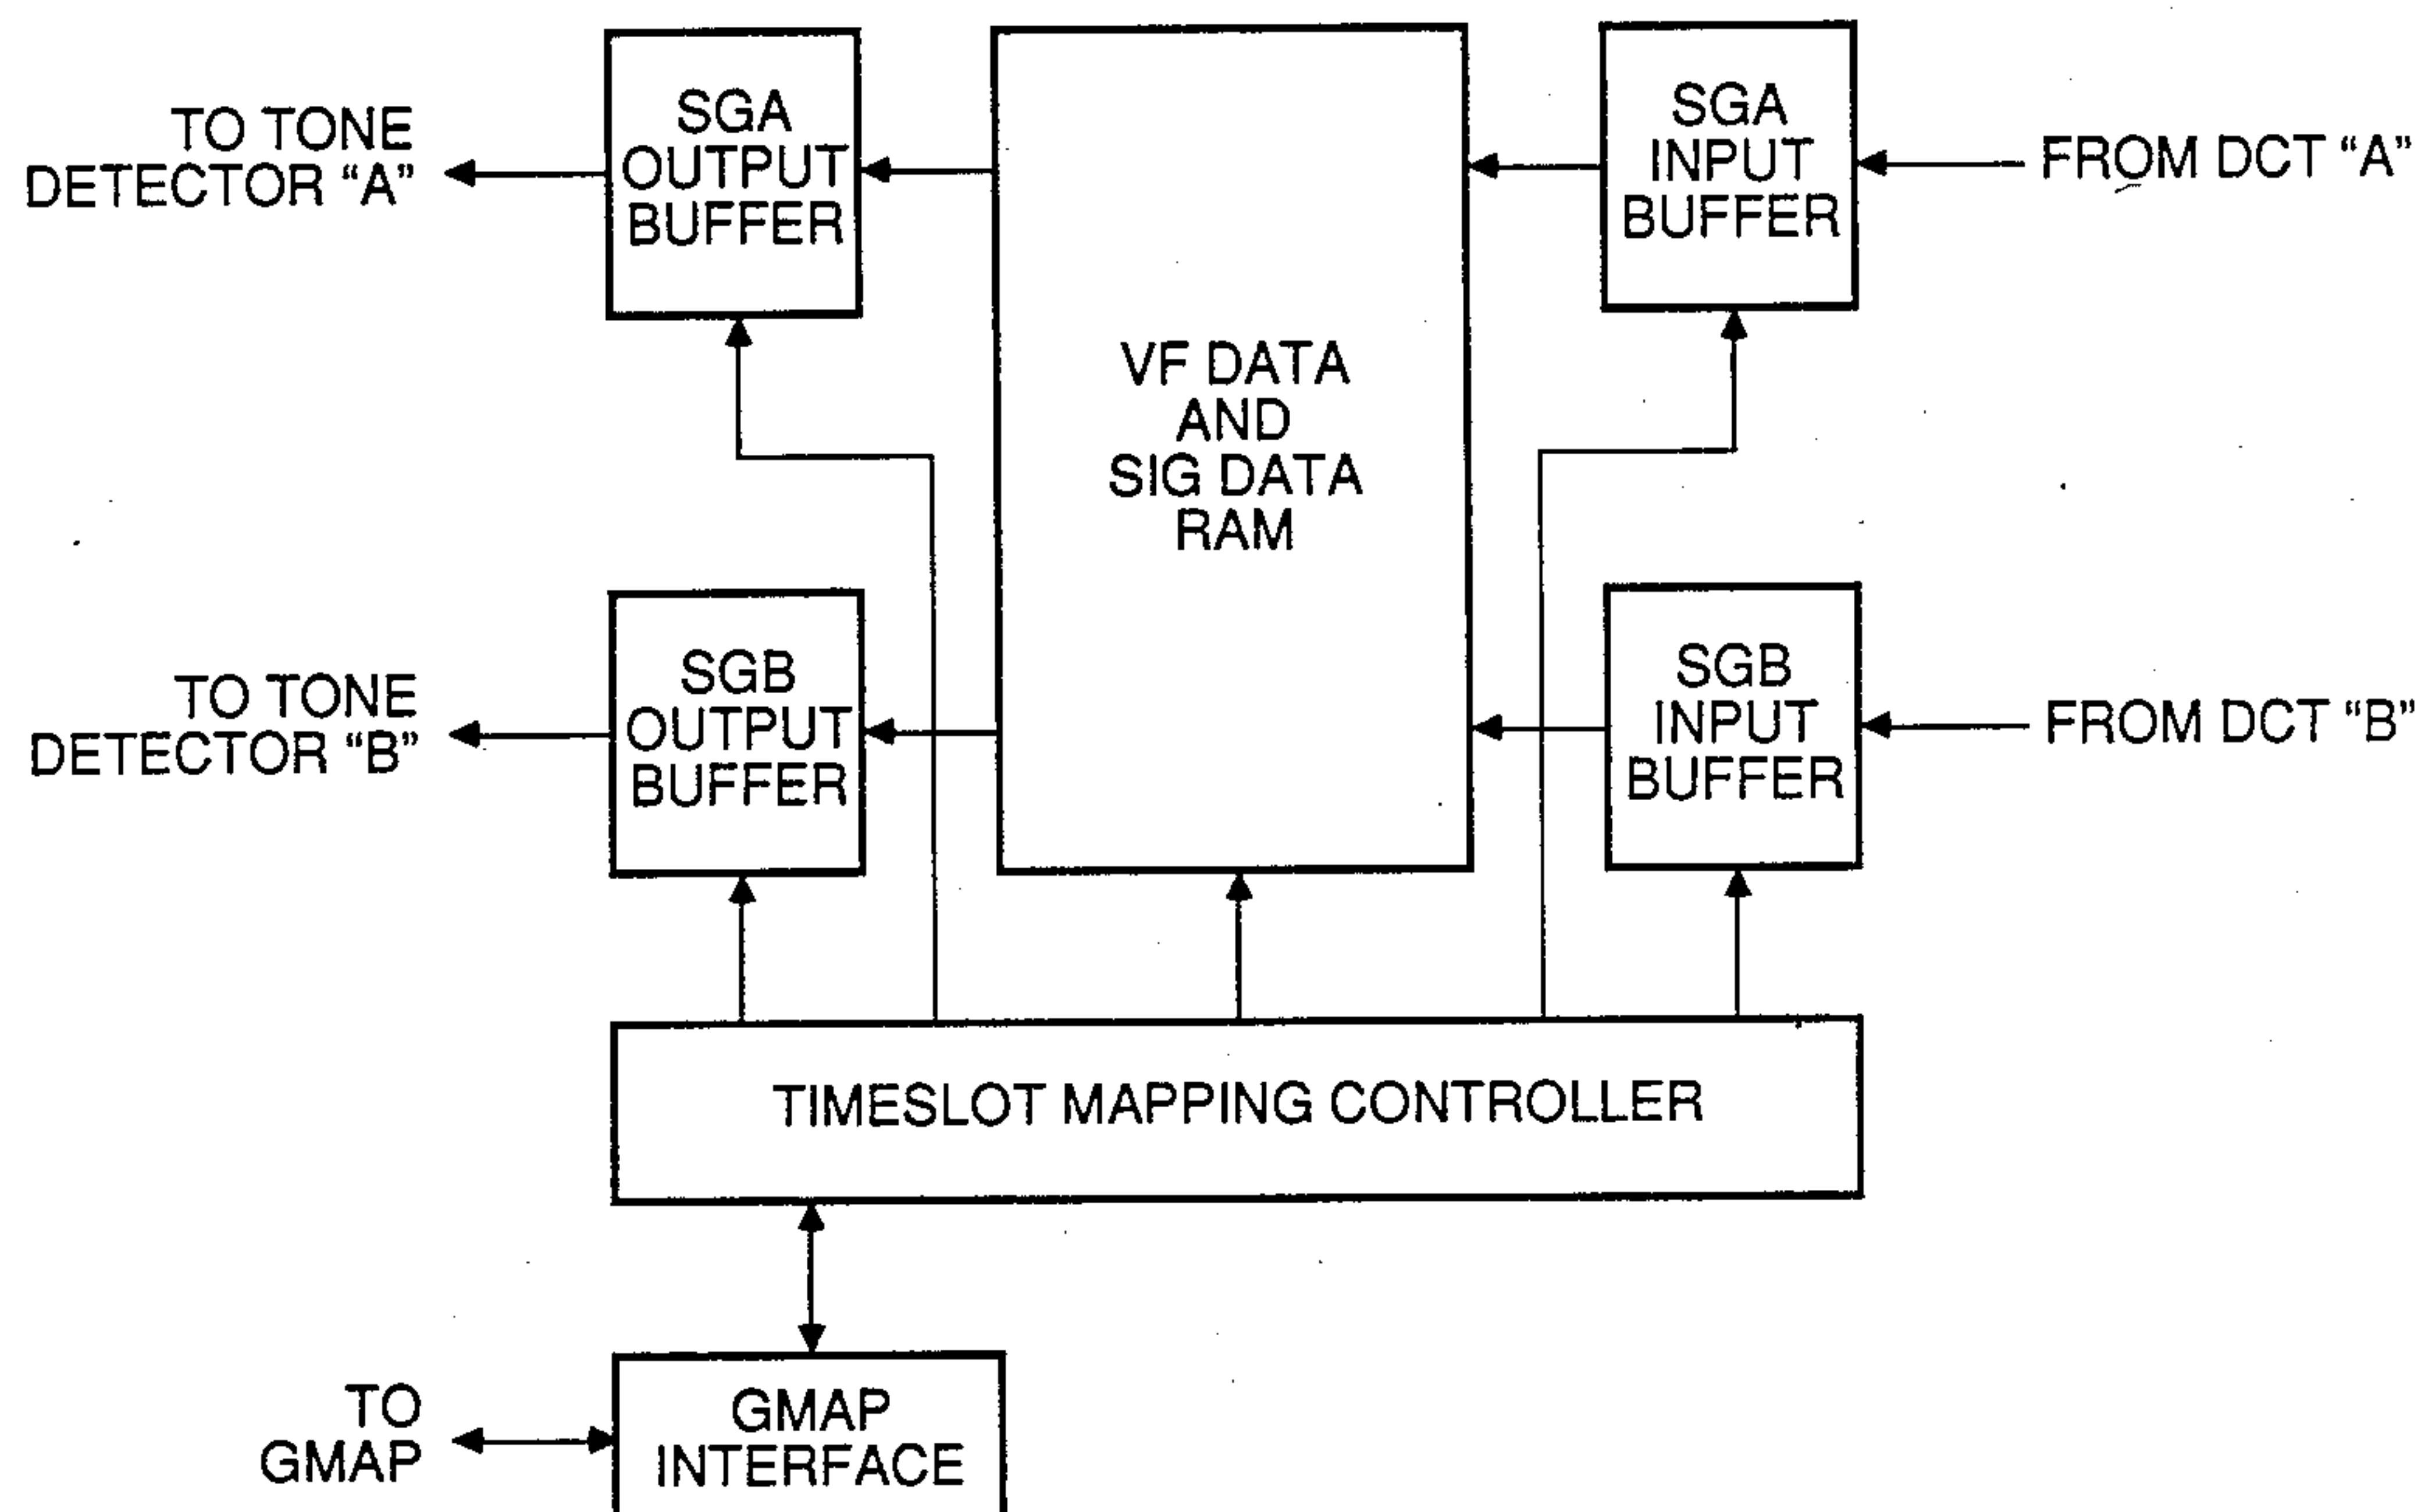 TO TONE
DETECTOR “A”
SGA
OUTPUT
BUFFER
VF DATA
AND
SIG DATA
RAM
SGA
INPUT
BUFFER
FROM DCT “A”
TO TONE
DETECTOR “B”
SGB
OUTPUT
BUFFER
SGB
INPUT
BUFFER
FROM DCT “B”
TIMESLOT MAPPING CONTROLLER
TO
GMAP
GMAP
INTERFACE